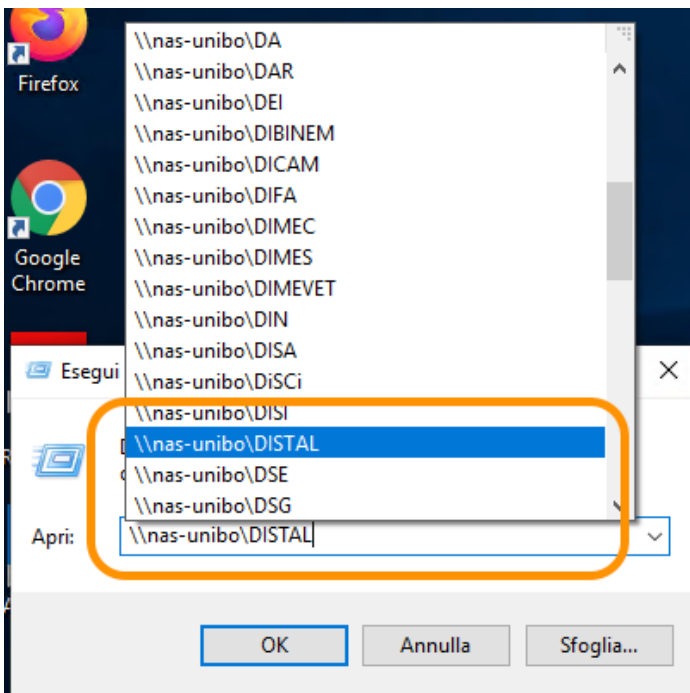 Firefox
Google
Chrome
\\nas-unibo\DA
\\nas-unibo\DAR
\\nas-unibo\DEI
\\nas-unibo\DIBINEM
\\nas-unibo\DICAM
\\nas-unibo\DIFA
\\nas-unibo\DIMEC
\\nas-unibo\DIMES
\\nas-unibo\DIMEVET
\\nas-unibo\DIN
\\nas-unibo\DISA
\\nas-unibo\DiSCi
\\nas-unibo\DISI
\\nas-unibo\DISTAL
\\nas-unibo\DSE
\\nas-unibo\DSG
Esegui
Apri: \\nas-unibo\DISTAL
OK Annulla Sfoglia...